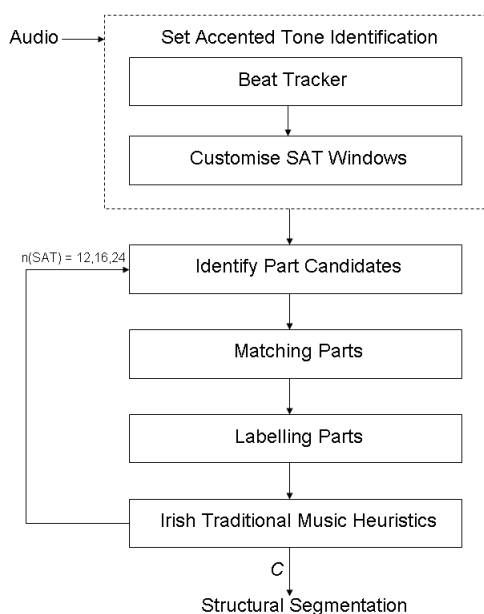 Audio
Set Accented Tone Identification
Beat Tracker
Customise SAT Windows
n(SAT) = 12,16,24
Identify Part Candidates
Matching Parts
Labelling Parts
Irish Traditional Music Heuristics
C
Structural Segmentation